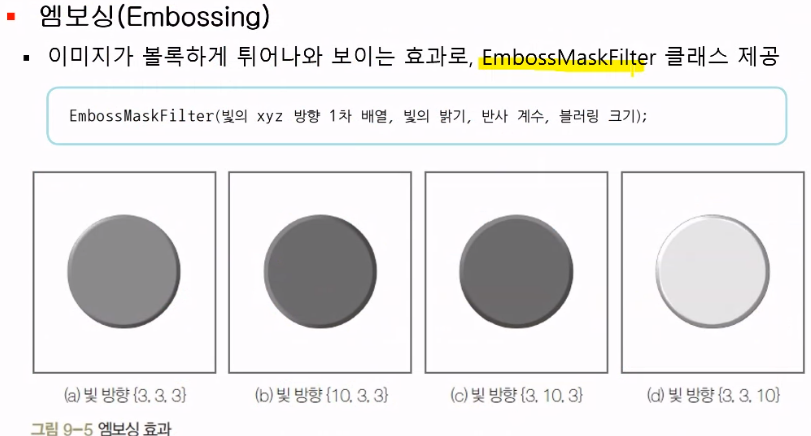 엠보싱(Embossing)
이미지가 볼록하게 튀어나와 보이는 효과로, EmbossMaskFilter 클래스 제공
EmbossMaskFilter(빛의 xyz 방향 1차 배열, 빛의 밝기, 반사 계수, 블러링 크기);
(a) 빛 방향 {3, 3, 3}
(b) 빛 방향 {10, 3, 3}
(c) 빛 방향 {3, 10, 3}
(d) 빛 방향 {3, 3, 10}
그림 9-5 엠보싱 효과